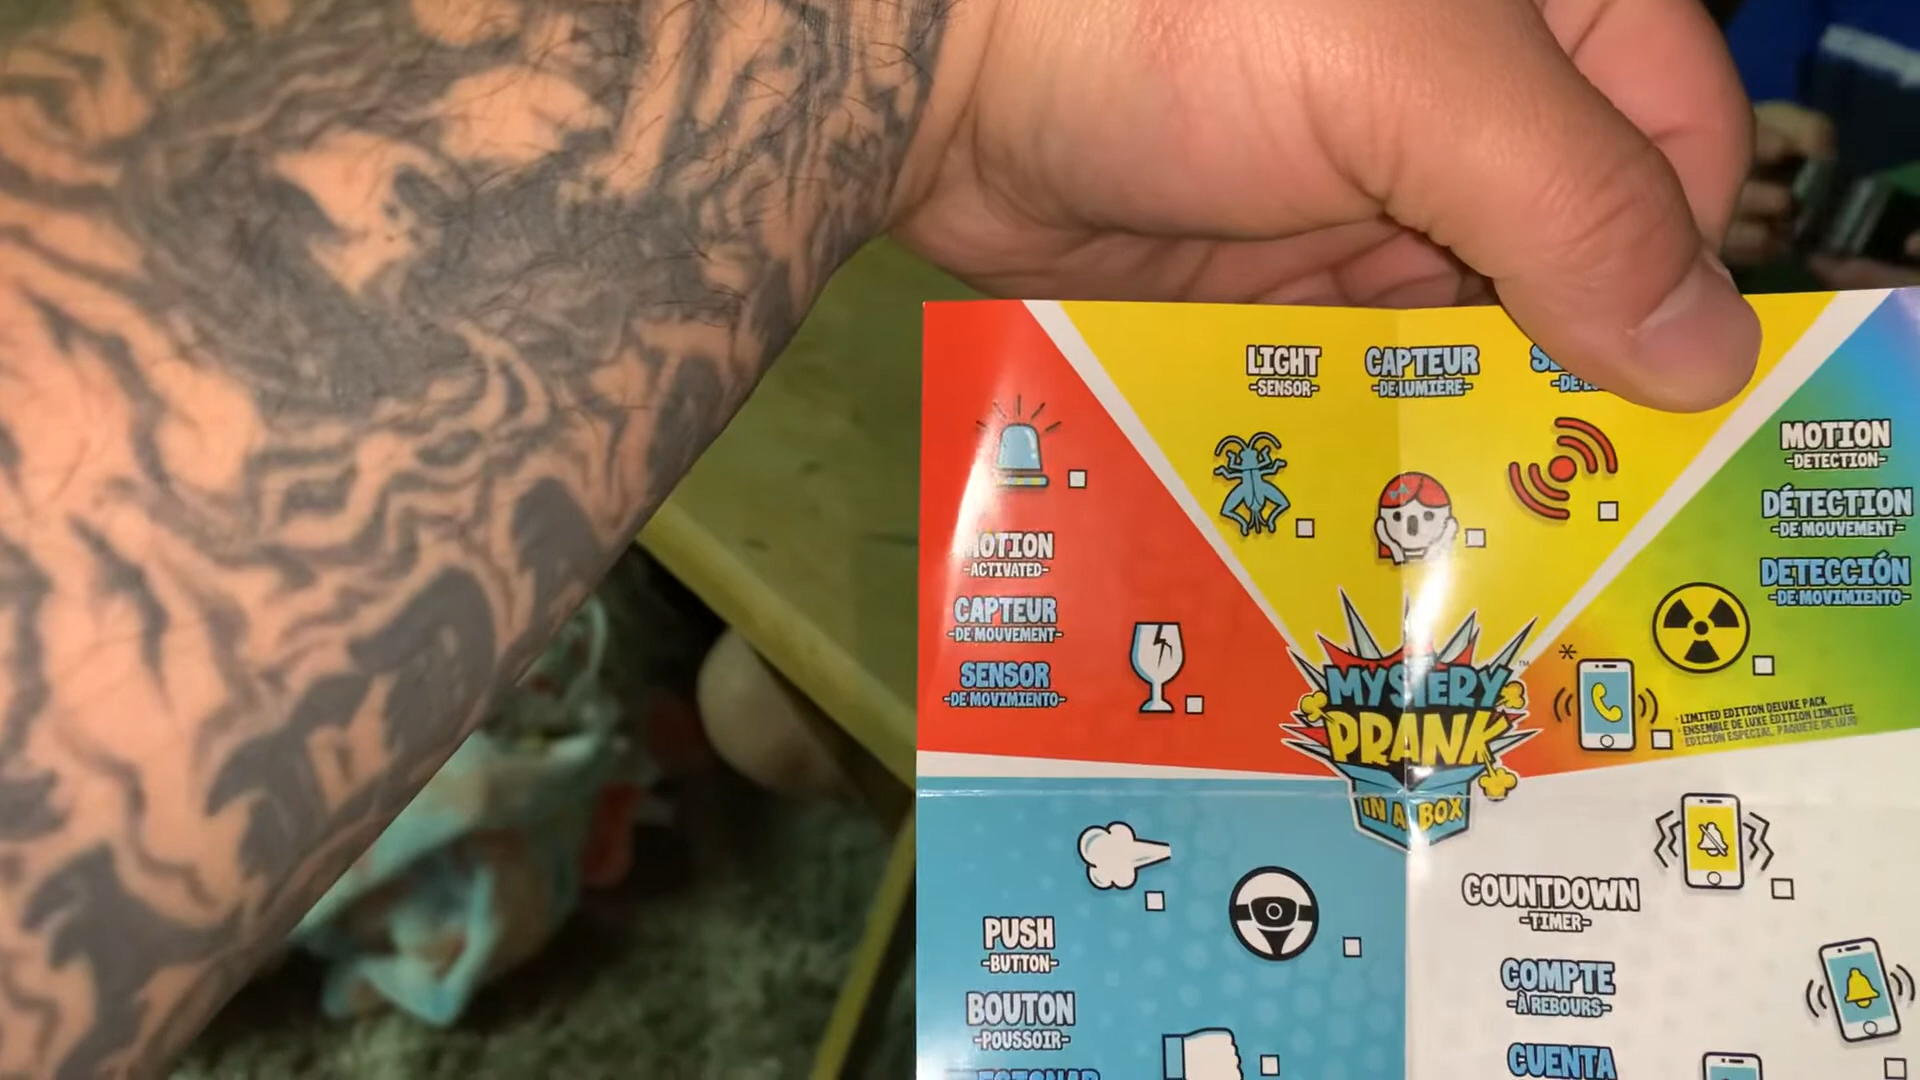 LIGHT
-SENSOR-
CAPTEUR
-DE LUMIÈRE-
MOTION
-DETECTION-
DÉTECTION
-DE MOUVEMENT-
DETECCIÓN
-DE MOVIMIENTO-
MOTION
-ACTIVATED-
CAPTEUR
-DE MOUVEMENT-
SENSOR
-DE MOVIMIENTO-
*
MYSTERY
PRANK
IN A BOX
TM
* LIMITED EDITION DELUXE PACK
* ENSEMBLE DE LUXE ÉDITION LIMITÉE
* EDICIÓN ESPECIAL PAQUETE DE LUJO
PUSH
-BUTTON-
BOUTON
-POUSSOIR-
COUNTDOWN
-TIMER-
COMPTE
-À REBOURS-
CUENTA